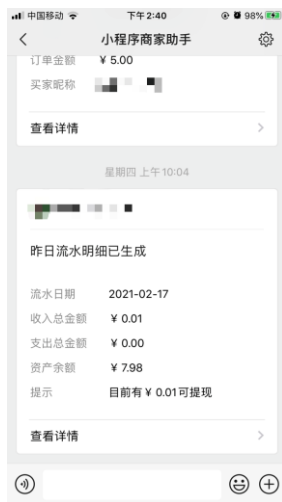 中国移动 下午2:40 98%
小程序商家助手
订单金额 ¥ 5.00
买家昵称
查看详情
星期四 上午10:04
昨日流水明细已生成
流水日期 2021-02-17
收入总金额 ¥ 0.01
支出总金额 ¥ 0.00
资产余额 ¥ 7.98
提示 目前有 ¥ 0.01 可提现
查看详情